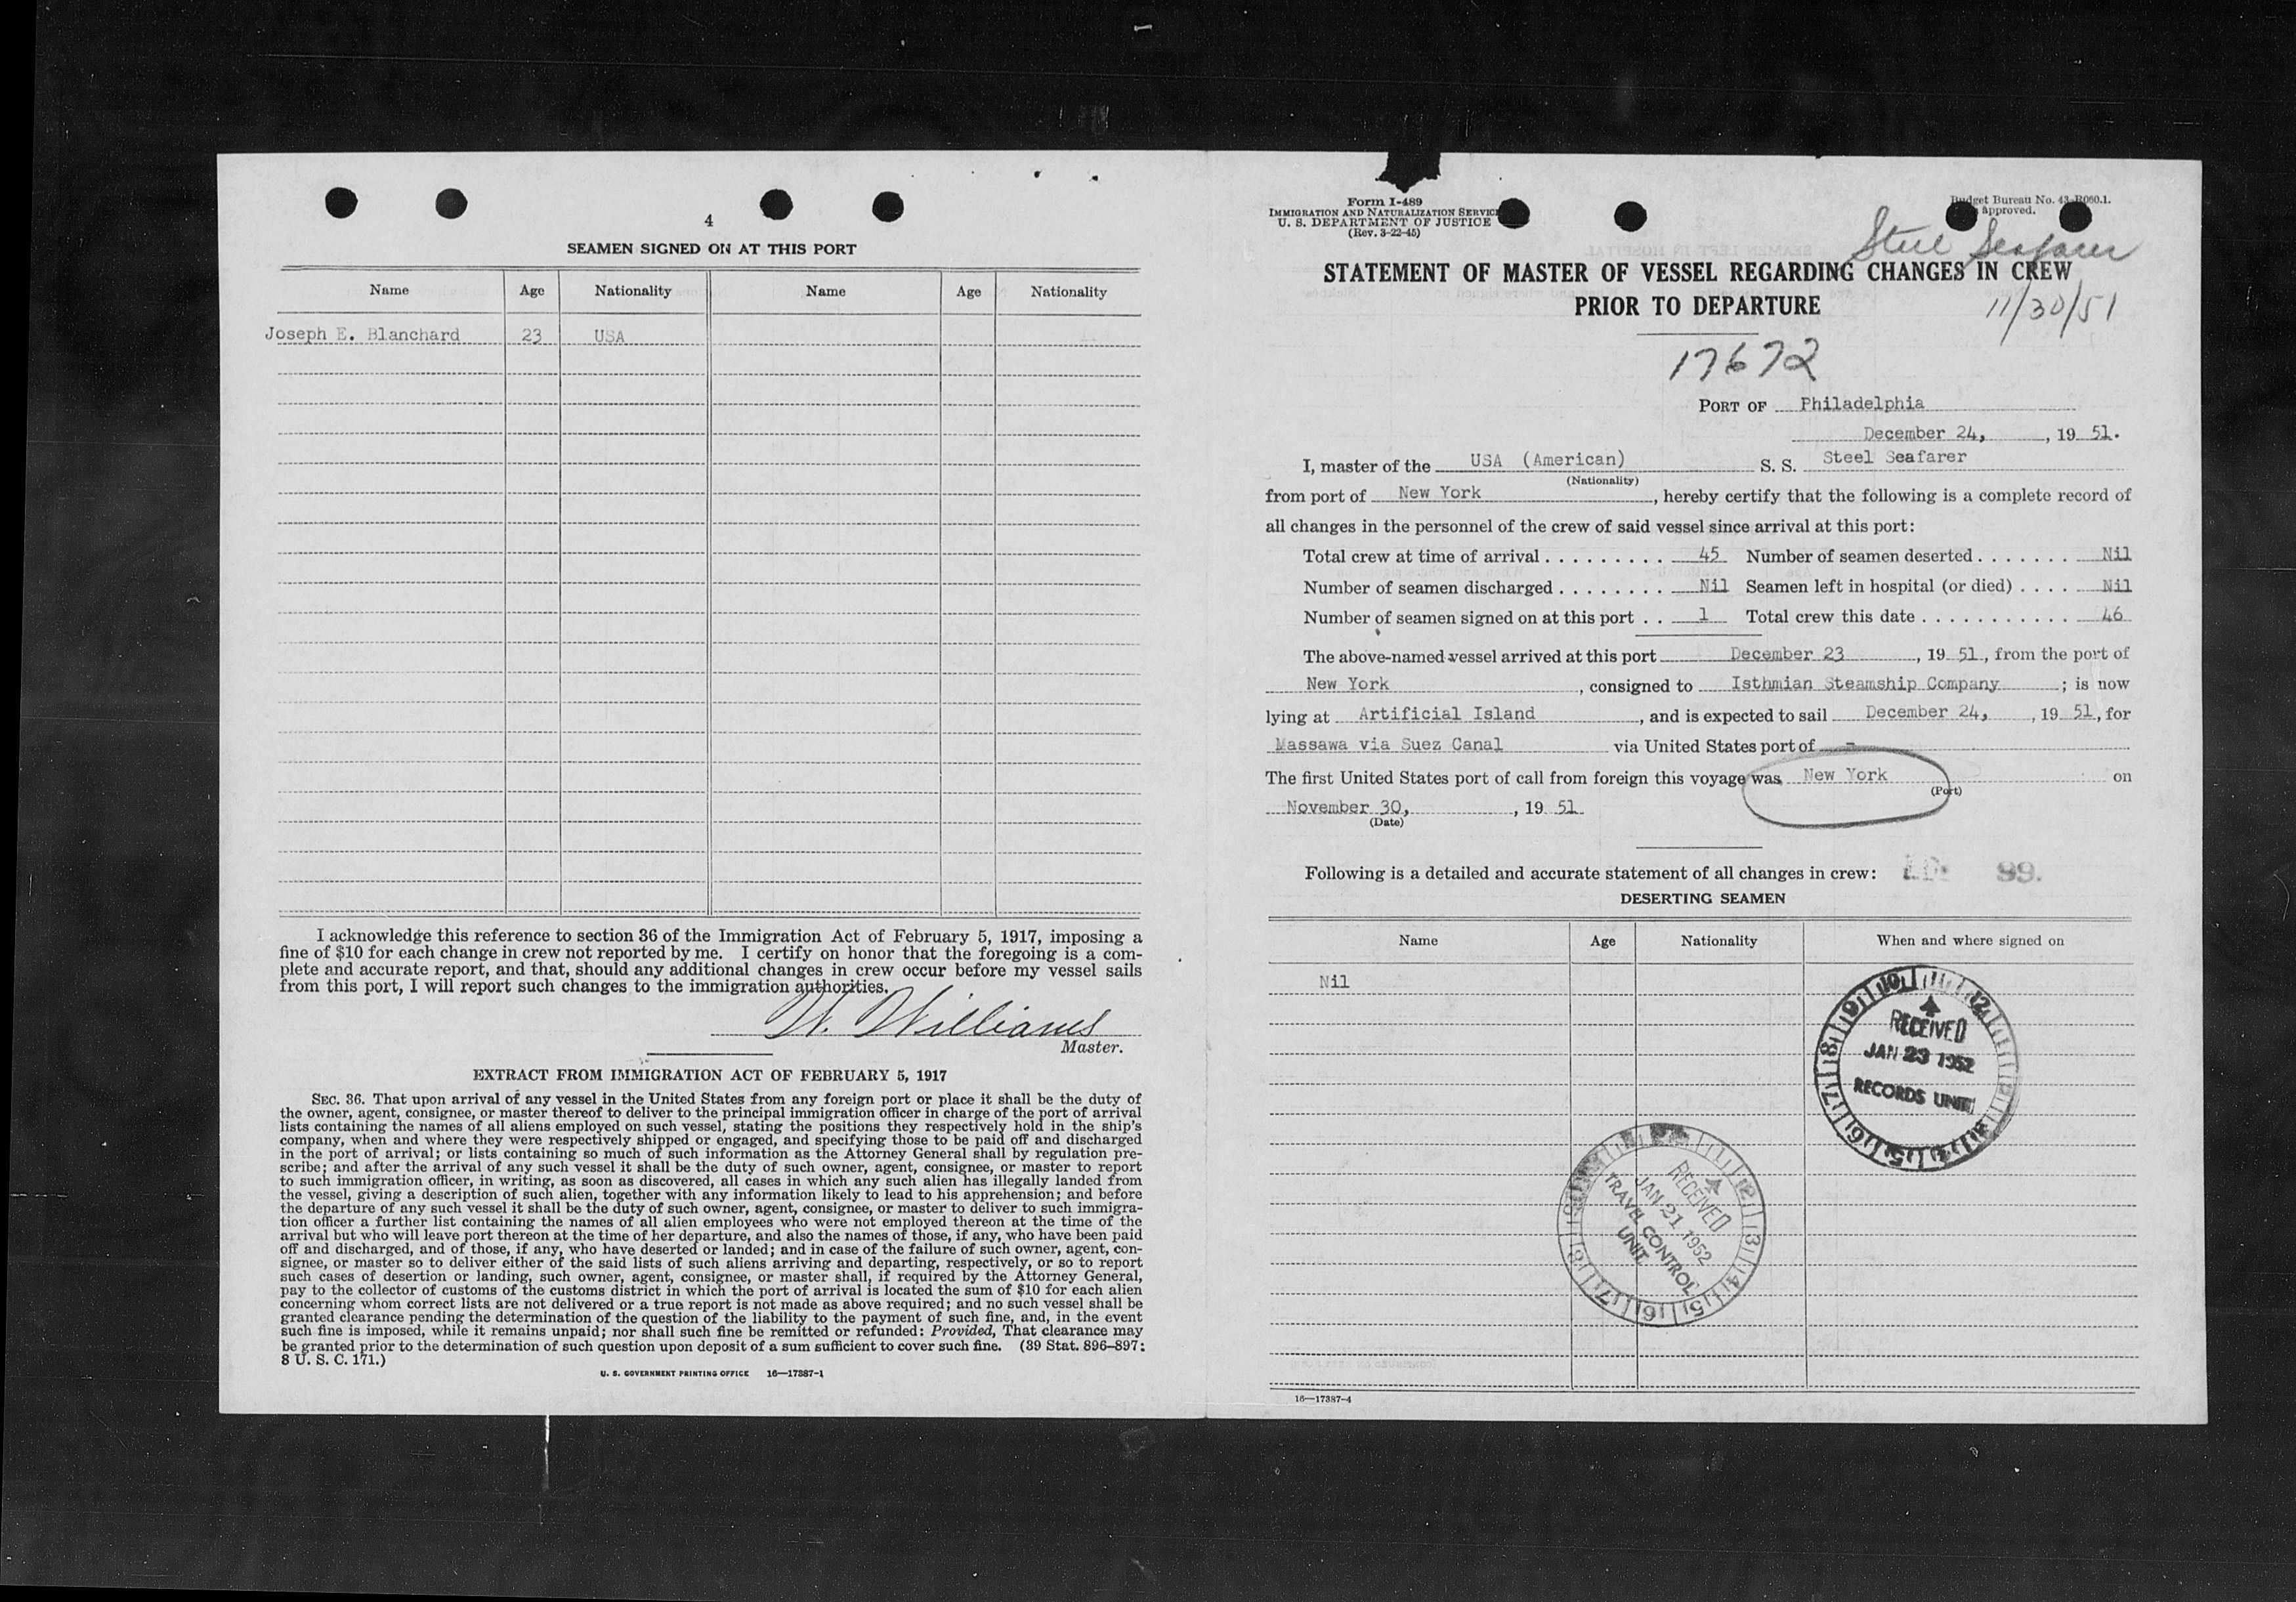 4
SEAMEN SIGNED ON AT THIS PORT
Name Age Nationality Name Age Nationality
Joseph E. Blanchard 23 USA
I acknowledge this reference to section 36 of the Immigration Act of February 5, 1917, imposing a
fine of $10 for each change in crew not reported by me. I certify on honor that the foregoing is a com-
plete and accurate report, and that, should any additional changes in crew occur before my vessel sails
from this port, I will report such changes to the immigration authorities.
W. Williams
Master.
EXTRACT FROM IMMIGRATION ACT OF FEBRUARY 5, 1917
SEC. 36. That upon arrival of any vessel in the United States from any foreign port or place it shall be the duty of
the owner, agent, consignee, or master thereof to deliver to the principal immigration officer in charge of the port of arrival
lists containing the names of all aliens employed on such vessel, stating the positions they respectively hold in the ship's
company, when and where they were respectively shipped or engaged, and specifying those to be paid off and discharged
in the port of arrival; or lists containing so much of such information as the Attorney General shall by regulation pre-
scribe; and after the arrival of any such vessel it shall be the duty of such owner, agent, consignee, or master to report
to such immigration officer, in writing, as soon as discovered, all cases in which any such alien has illegally landed from
the vessel, giving a description of such alien, together with any information likely to lead to his apprehension; and before
the departure of any such vessel it shall be the duty of such owner, agent, consignee, or master to deliver to such immigra-
tion officer a further list containing the names of all alien employees who were not employed thereon at the time of the
arrival but who will leave port thereon at the time of her departure, and also the names of those, if any, who have been paid
off and discharged, and of those, if any, who have deserted or landed; and in case of the failure of such owner, agent, con-
signee, or master so to deliver either of the said lists of such aliens arriving and departing, respectively, or so to report
such cases of desertion or landing, such owner, agent, consignee, or master shall, if required by the Attorney General,
pay to the collector of customs of the customs district in which the port of arrival is located the sum of $10 for each alien
concerning whom correct lists are not delivered or a true report is not made as above required; and no such vessel shall be
granted clearance pending the determination of the question of the liability to the payment of such fine, and, in the event
such fine is imposed, while it remains unpaid; nor shall such fine be remitted or refunded: Provided, That clearance may
be granted prior to the determination of such question upon deposit of a sum sufficient to cover such fine. (39 Stat. 896-897;
8 U. S. C. 171.)
U. S. GOVERNMENT PRINTING OFFICE 16—17387-1
Form I-489
IMMIGRATION AND NATURALIZATION SERVICE
U. S. DEPARTMENT OF JUSTICE
(Rev. 3-22-45)
Budget Bureau No. 43-R060.1.
approved.
Steel Seafarer
STATEMENT OF MASTER OF VESSEL REGARDING CHANGES IN CREW
PRIOR TO DEPARTURE
11/30/51
17672
PORT OF Philadelphia
December 24, , 19 51.
I, master of the USA (American) S. S. Steel Seafarer
(Nationality)
from port of New York , hereby certify that the following is a complete record of
all changes in the personnel of the crew of said vessel since arrival at this port:
Total crew at time of arrival . . . . . . . . . . 45 Number of seamen deserted . . . . . . . Nil
Number of seamen discharged . . . . . . . . Nil Seamen left in hospital (or died) . . . . Nil
Number of seamen signed on at this port . . 1 Total crew this date . . . . . . . . . . . 46
The above-named vessel arrived at this port December 23 , 19 51, from the port of
New York , consigned to Isthmian Steamship Company ; is now
lying at Artificial Island , and is expected to sail December 24, , 19 51, for
Massawa via Suez Canal via United States port of -
The first United States port of call from foreign this voyage was New York on
(Port)
November 30, , 19 51
(Date)
Following is a detailed and accurate statement of all changes in crew: 99.
DESERTING SEAMEN
Name Age Nationality When and where signed on
Nil
RECEIVED
JAN 23 1952
RECORDS UNIT
RECEIVED
JAN 21 1952
TRAVEL CONTROL
UNIT
16—17387-4